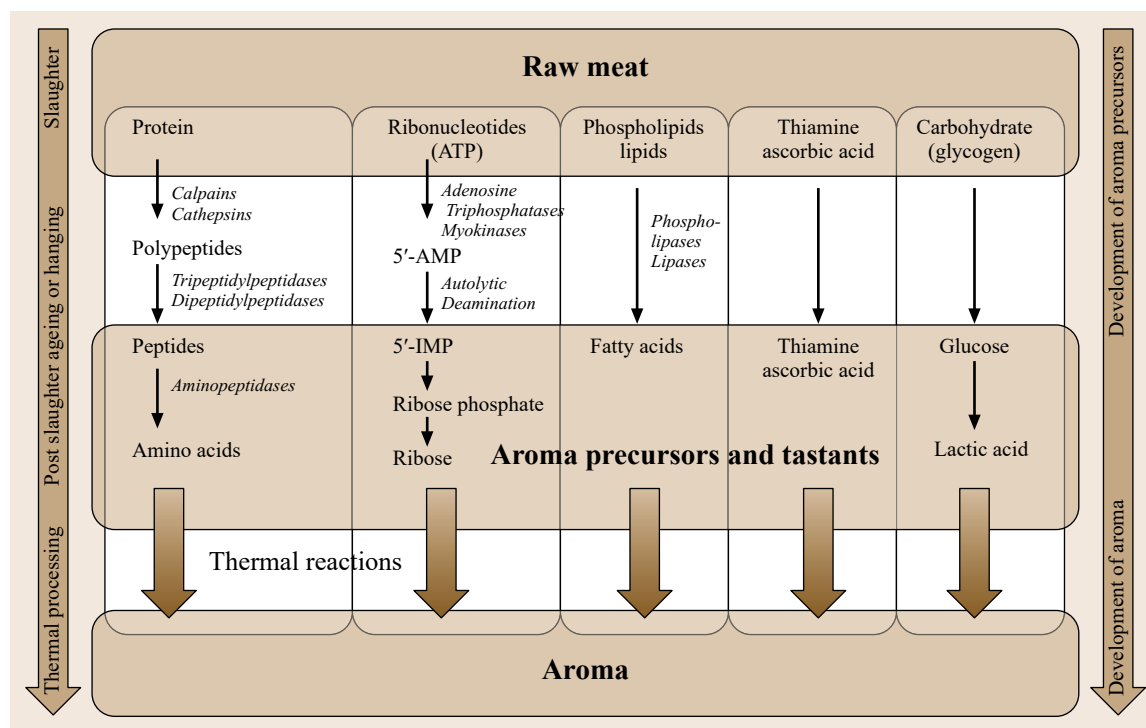 Slaughter
Post slaughter ageing or hanging
Thermal processing
Raw meat
Protein
Calpains
Cathepsins
Polypeptides
Tripeptidylpeptidases
Dipeptidylpeptidases
Peptides
Aminopeptidases
Amino acids
Ribonucleotides
(ATP)
Adenosine
Triphosphatases
Myokinases
5′-AMP
Autolytic
Deamination
5′-IMP
Ribose phosphate
Ribose
Phospholipids
lipids
Phospho-
lipases
Lipases
Fatty acids
Thiamine
ascorbic acid
Thiamine
ascorbic acid
Carbohydrate
(glycogen)
Glucose
Lactic acid
Aroma precursors and tastants
Thermal reactions
Aroma
Development of aroma precursors
Development of aroma